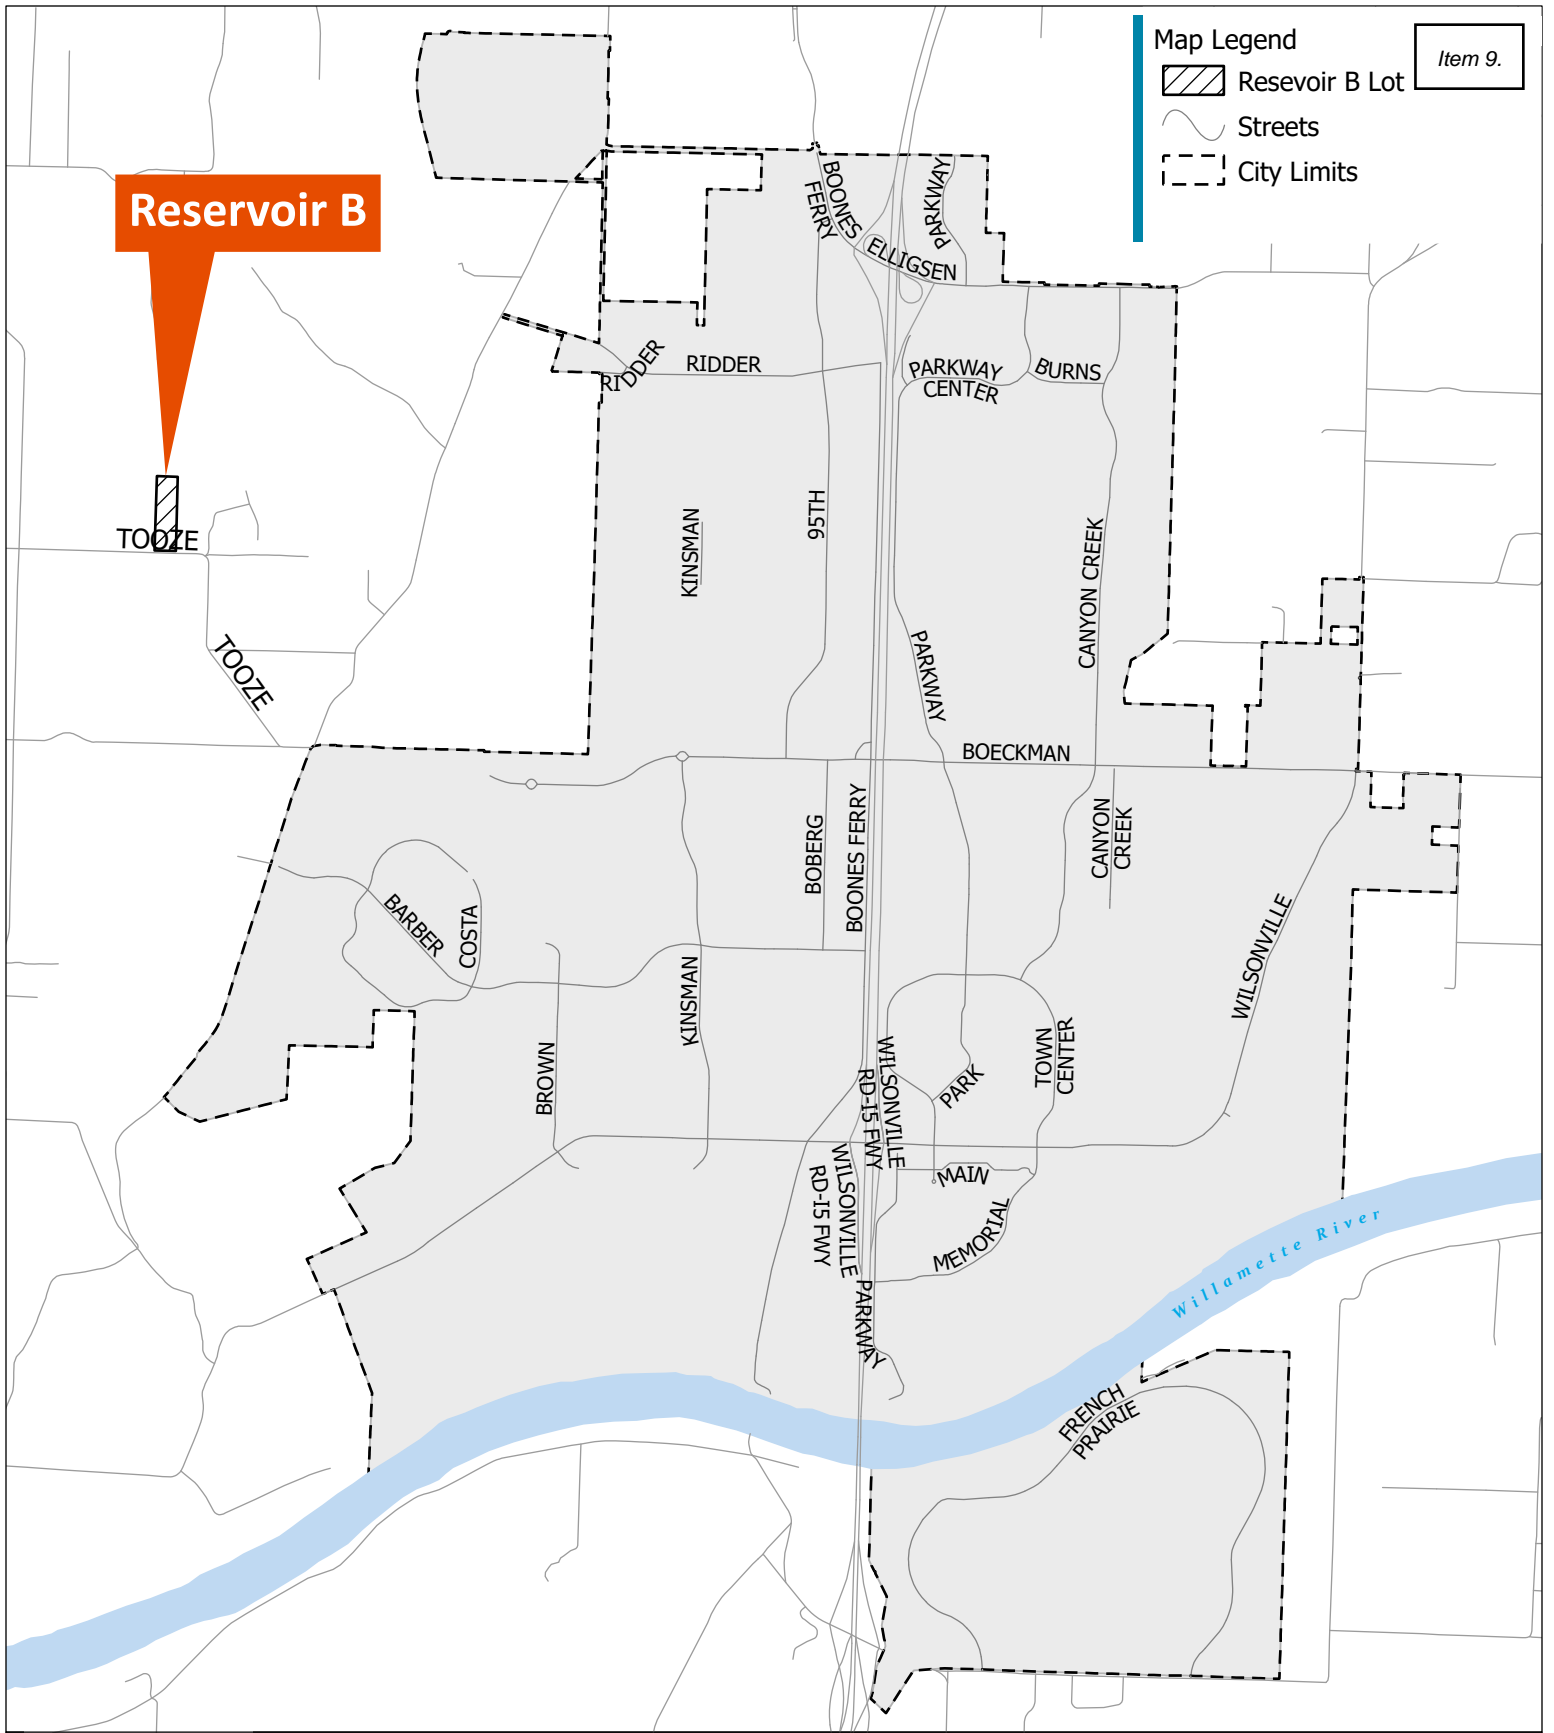 Map Legend
Item 9.
Resevoir B Lot
Streets
City Limits
Reservoir B
BOONES
FERRY
PARKWAY
ELLIGSEN
RIDDER
RIDDER
PARKWAY
CENTER
BURNS
TOOZE
KINSMAN
95TH
CANYON CREEK
TOOZE
PARKWAY
BOECKMAN
BOBERG
BOONES FERRY
CANYON
CREEK
BARBER
COSTA
WILSONVILLE
KINSMAN
BROWN
TOWN
CENTER
PARK
WILSONVILLE
RD-I5 FWY
WILSONVILLE
RD-I5 FWY
MAIN
MEMORIAL
Willamette River
PARKWAY
FRENCH
PRAIRIE